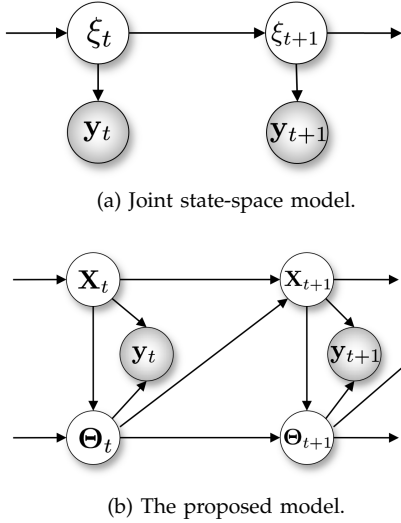 ξt ξt+1
yt yt+1
(a) Joint state-space model.
Xt Xt+1
yt yt+1
Θt Θt+1
(b) The proposed model.